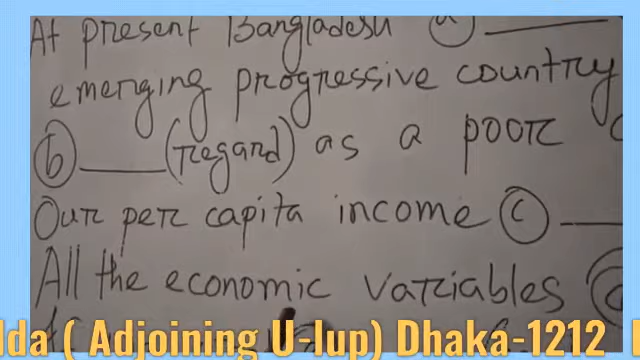 At present Bangladesh (a) ______
emerging progressive country
(b) ______ (regard) as a poor
Our per capita income (c) ______
All the economic variables (d
lda ( Adjoining U-lup) Dhaka-1212